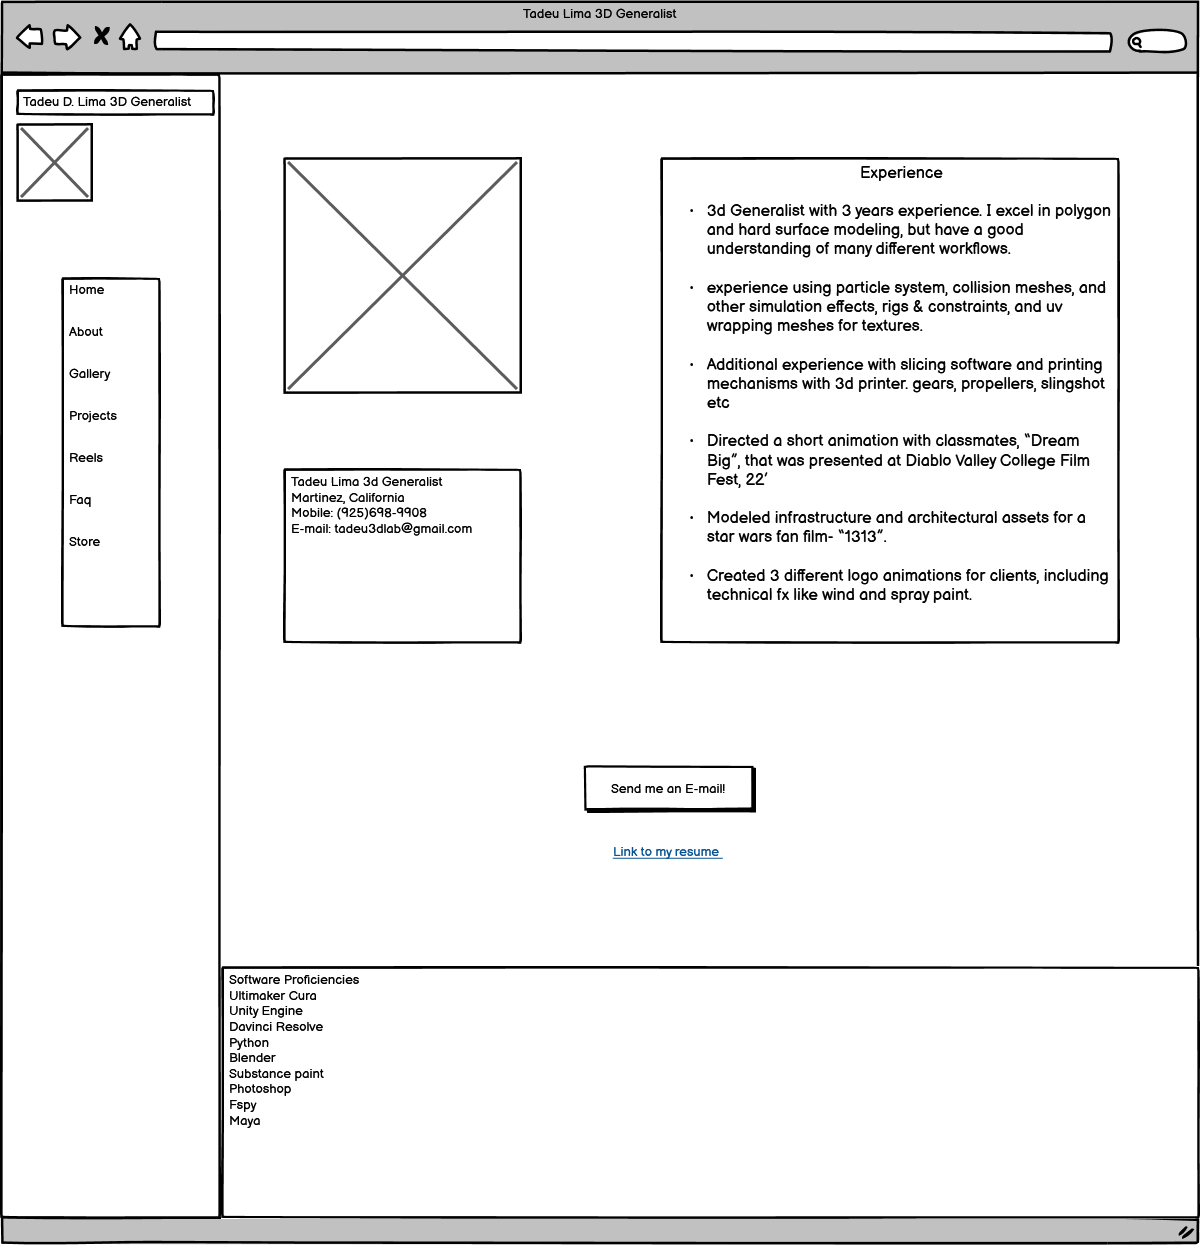 Tadeu Lima 3D Generalist
Tadeu D. Lima 3D Generalist
Home
About
Gallery
Projects
Reels
Faq
Store
Tadeu Lima 3d Generalist
Martinez, California
Mobile: (925)698-9908
E-mail: tadeu3dlab@gmail.com
Experience
• 3d Generalist with 3 years experience. I excel in polygon
and hard surface modeling, but have a good
understanding of many different workflows.
• experience using particle system, collision meshes, and
other simulation effects, rigs & constraints, and uv
wrapping meshes for textures.
• Additional experience with slicing software and printing
mechanisms with 3d printer. gears, propellers, slingshot
etc
• Directed a short animation with classmates, “Dream
Big”, that was presented at Diablo Valley College Film
Fest, 22’
• Modeled infrastructure and architectural assets for a
star wars fan film- “1313”.
• Created 3 different logo animations for clients, including
technical fx like wind and spray paint.
Send me an E-mail!
Link to my resume
Software Proficiencies
Ultimaker Cura
Unity Engine
Davinci Resolve
Python
Blender
Substance paint
Photoshop
Fspy
Maya